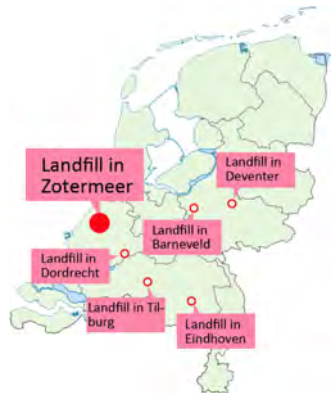 Landfill in
Deventer
Landfill in
Zotermeer
Landfill in
Barneveld
Landfill in
Dordrecht
Landfill in Til-
burg
Landfill in
Eindhoven